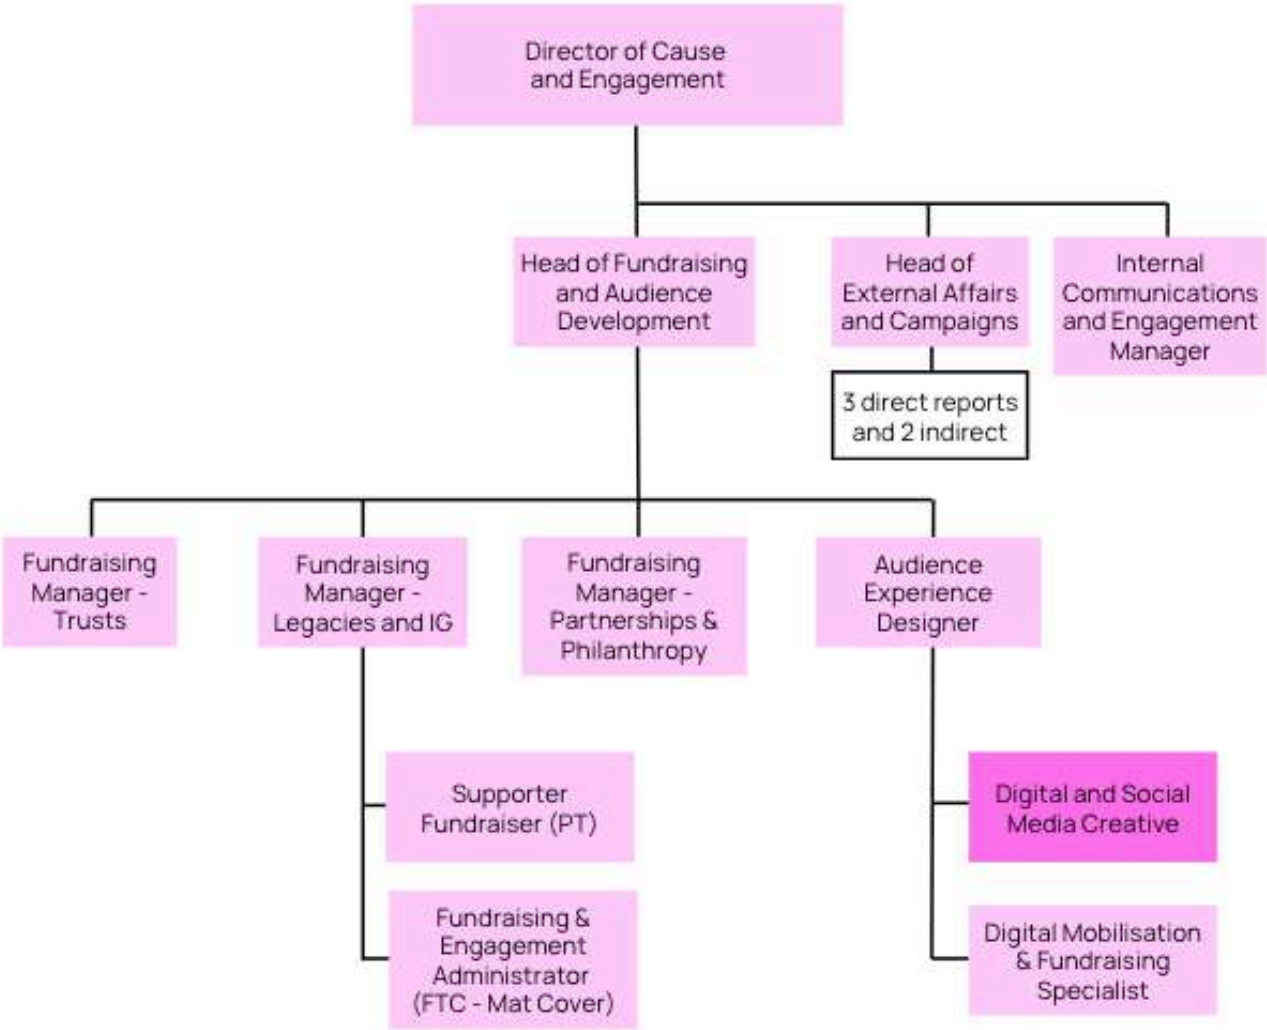 Director of Cause
and Engagement
Head of Fundraising
and Audience
Development
Head of
External Affairs
and Campaigns
Internal
Communications
and Engagement
Manager
3 direct reports
and 2 indirect
Fundraising
Manager -
Trusts
Fundraising
Manager -
Legacies and IG
Fundraising
Manager -
Partnerships &
Philanthropy
Audience
Experience
Designer
Supporter
Fundraiser (PT)
Digital and Social
Media Creative
Fundraising &
Engagement
Administrator
(FTC - Mat Cover)
Digital Mobilisation
& Fundraising
Specialist